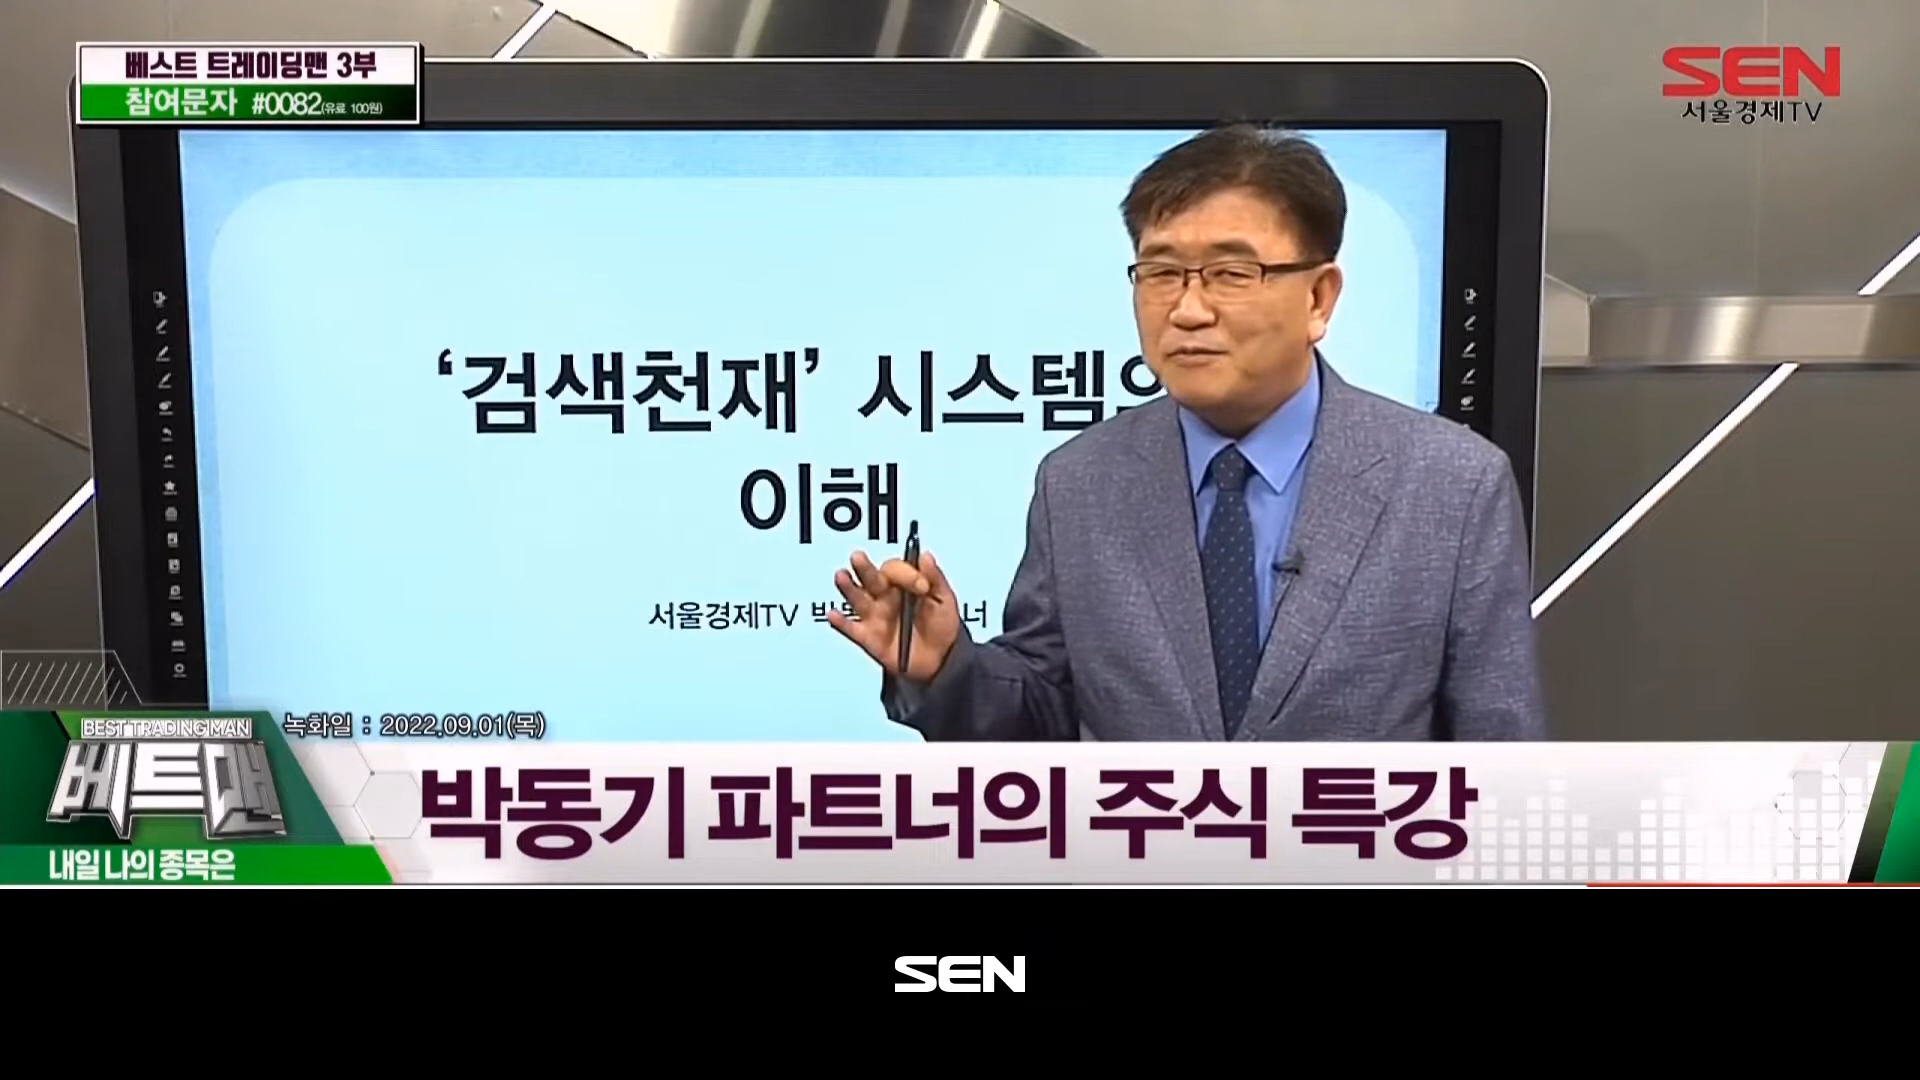 베스트 트레이딩맨 3부
참여문자 #0082(유료 100원)
SEN
서울경제TV
‘검색천재’ 시스템의
이해
서울경제TV
BEST TRADING MAN
베트맨
내일 나의 종목은
녹화일 : 2022.09.01(목)
박동기 파트너의 주식 특강
SEN